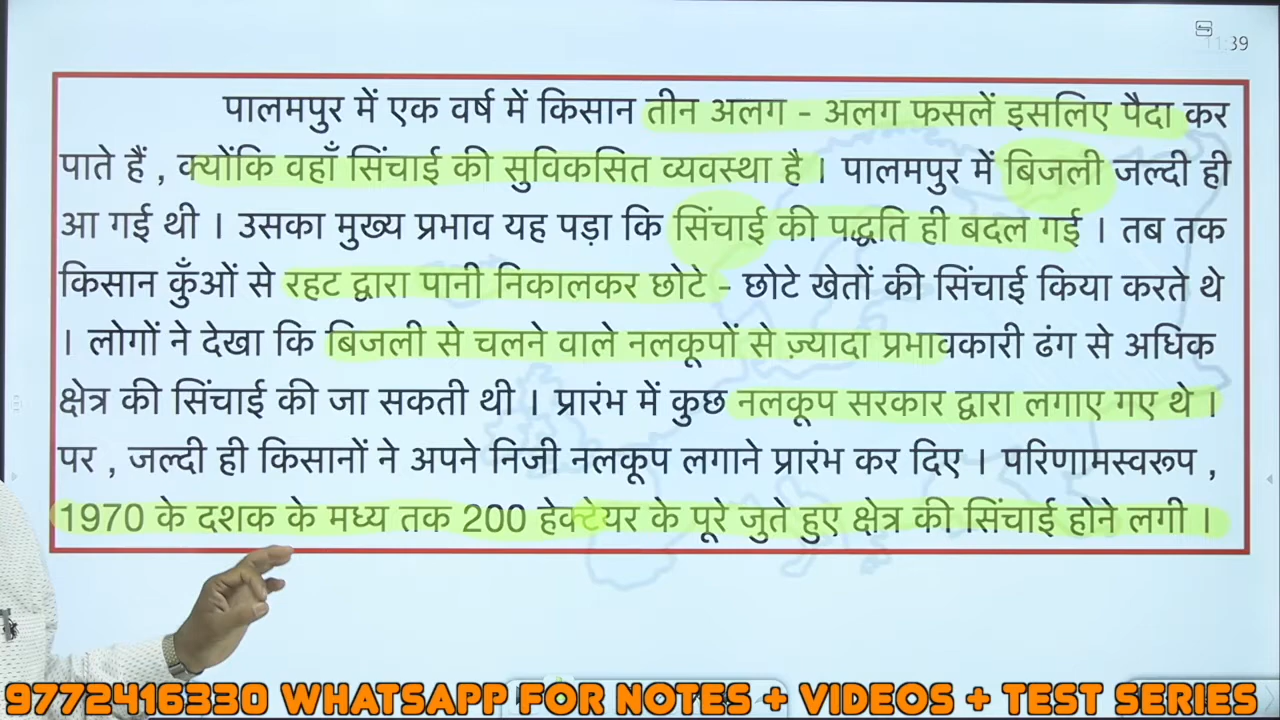 11:39
पालमपुर में एक वर्ष में किसान तीन अलग - अलग फसलें इसलिए पैदा कर
पाते हैं , क्योंकि वहाँ सिंचाई की सुविकसित व्यवस्था है । पालमपुर में बिजली जल्दी ही
आ गई थी । उसका मुख्य प्रभाव यह पड़ा कि सिंचाई की पद्धति ही बदल गई । तब तक
किसान कुँओं से रहट द्वारा पानी निकालकर छोटे - छोटे खेतों की सिंचाई किया करते थे
। लोगों ने देखा कि बिजली से चलने वाले नलकूपों से ज़्यादा प्रभावकारी ढंग से अधिक
क्षेत्र की सिंचाई की जा सकती थी । प्रारंभ में कुछ नलकूप सरकार द्वारा लगाए गए थे ।
पर , जल्दी ही किसानों ने अपने निजी नलकूप लगाने प्रारंभ कर दिए । परिणामस्वरूप ,
1970 के दशक के मध्य तक 200 हेक्टेयर के पूरे जुते हुए क्षेत्र की सिंचाई होने लगी ।
9772416330 WHATSAPP FOR NOTES + VIDEOS + TEST SERIES